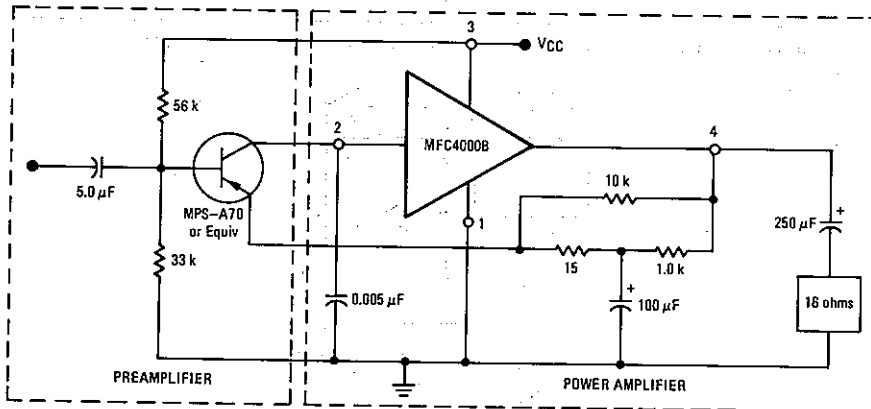 3
VCC
56 k
2
MFC4000B
4
5.0 μF
MPS-A70
or Equiv
10 k
1
250 μF
+
33 k
15
1.0 k
0.005 μF
+
100 μF
16 ohms
PREAMPLIFIER
POWER AMPLIFIER